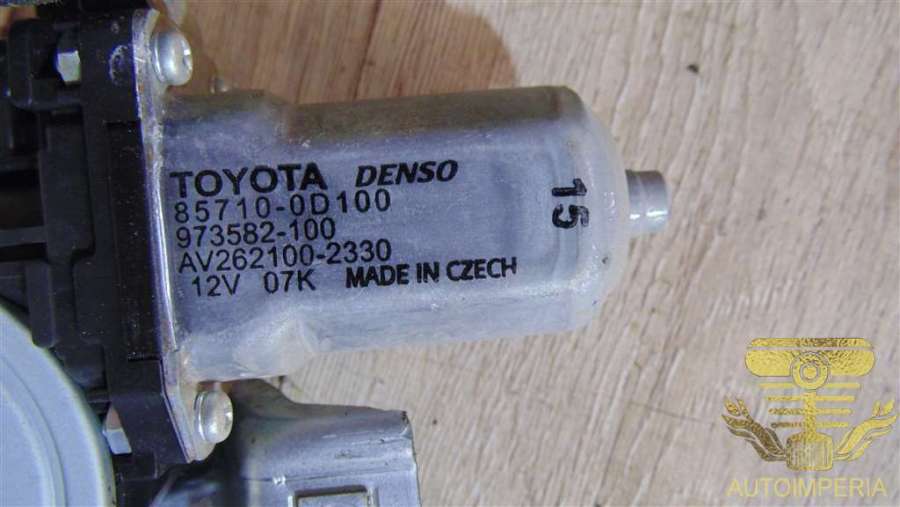 TOYOTA DENSO
85710-0D100
973582-100
AV262100-2330
12V 07K MADE IN CZECH
15
AUTOIMPERIA